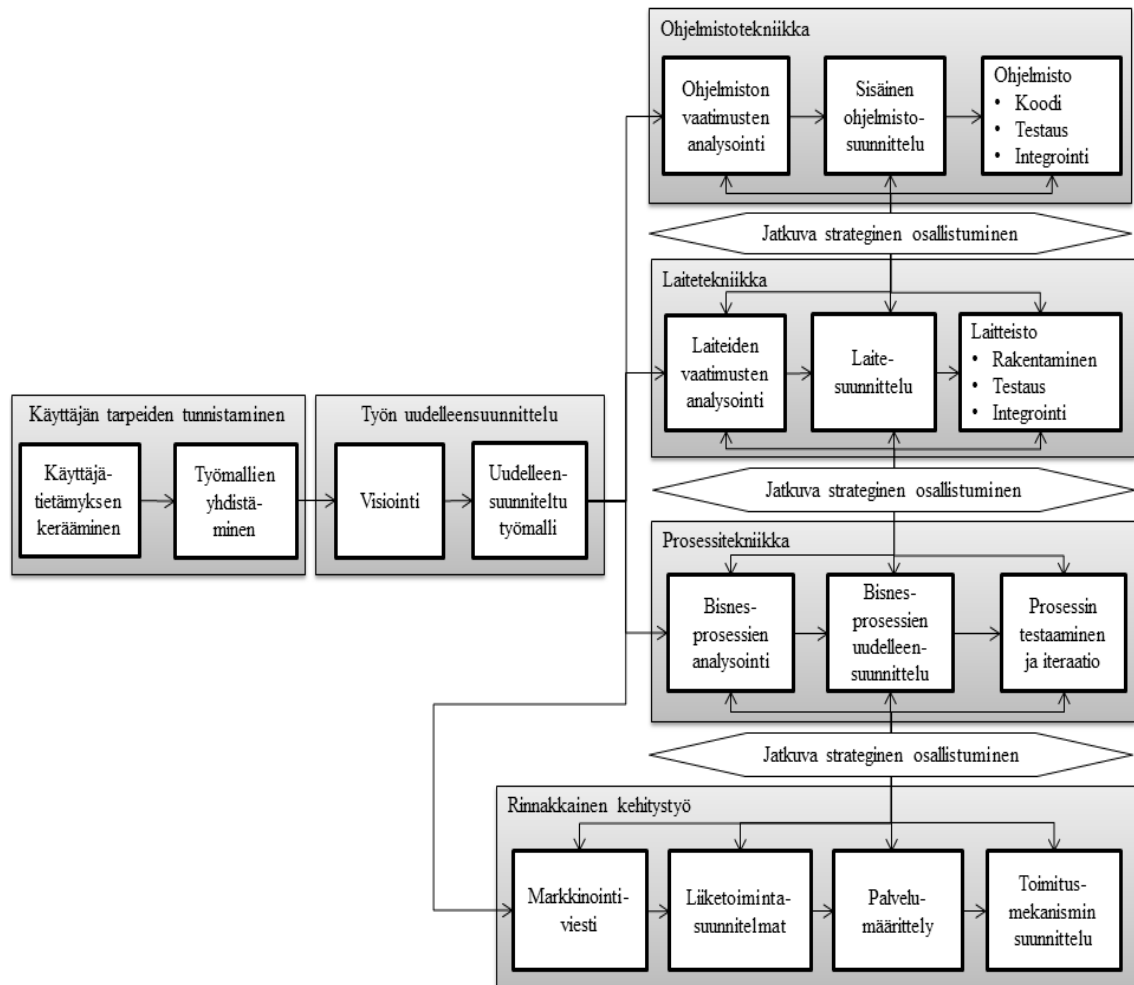 Ohjelmistotekniikka
Ohjelmiston
vaatimusten
analysointi
Sisäinen
ohjelmisto-
suunnittelu
Ohjelmisto
• Koodi
• Testaus
• Integrointi
Jatkuva strateginen osallistuminen
Laitetekniikka
Laiteiden
vaatimusten
analysointi
Laite-
suunnittelu
Laitteisto
• Rakentaminen
• Testaus
• Integrointi
Käyttäjän tarpeiden tunnistaminen
Käyttäjä-
tietämyksen
kerääminen
Työmallien
yhdistä-
minen
Työn uudelleensuunnittelu
Visiointi
Uudelleen-
suunniteltu
työmalli
Jatkuva strateginen osallistuminen
Prosessitekniikka
Bisnes-
prosessien
analysointi
Bisnes-
prosessien
uudelleen-
suunnittelu
Prosessin
testaaminen
ja iteraatio
Jatkuva strateginen osallistuminen
Rinnakkainen kehitystyö
Markkinointi-
viesti
Liiketoiminta-
suunnitelmat
Palvelu-
määrittely
Toimitus-
mekanismin
suunnittelu